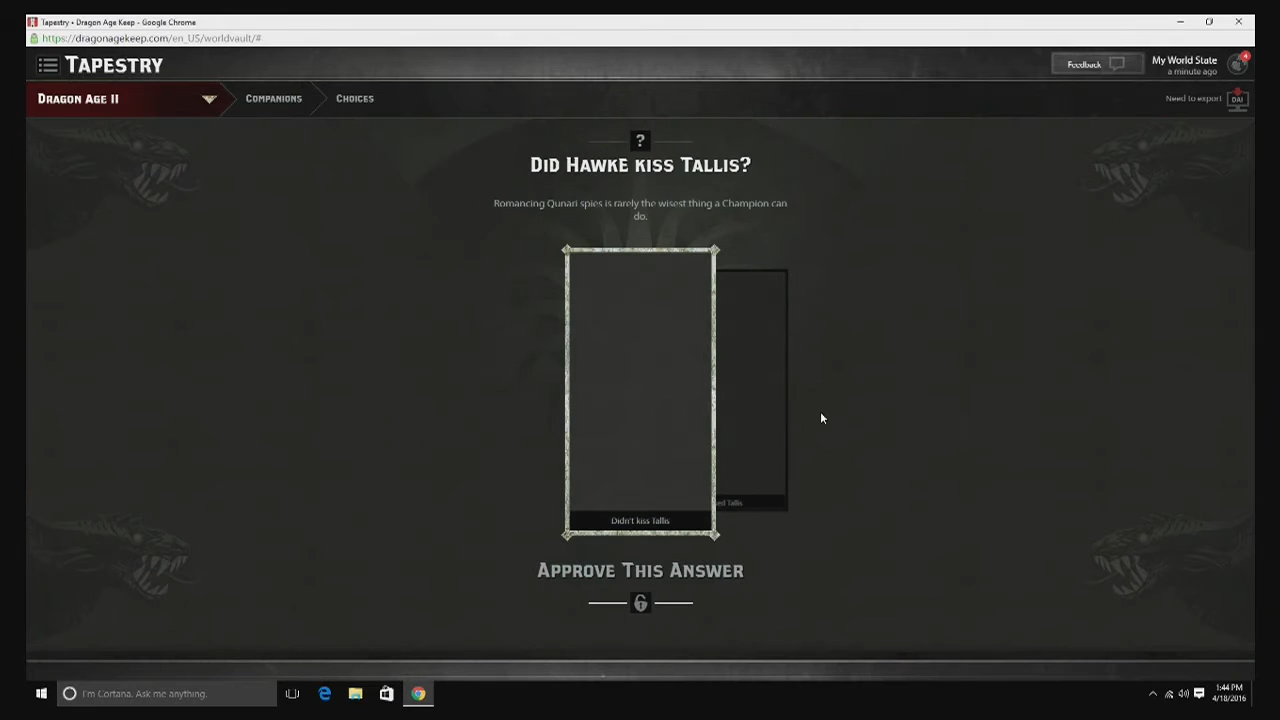 Tapestry • Dragon Age Keep - Google Chrome
https://dragonagekeep.com/en_US/worldvault/#
TAPESTRY
Feedback
My World State
a minute ago
4
DRAGON AGE II
COMPANIONS
CHOICES
Need to export
DAI
?
DID HAWKE KISS TALLIS?
Romancing Qunari spies is rarely the wisest thing a Champion can
do.
ed Tallis
Didn't kiss Tallis
APPROVE THIS ANSWER
I'm Cortana. Ask me anything.
1:44 PM
4/18/2016